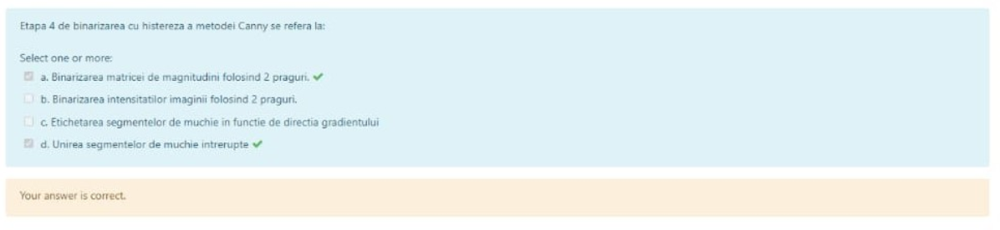 Etapa 4 de binarizarea cu histereza a metodei Canny se refera la:
Select one or more:
a. Binarizarea matricei de magnitudini folosind 2 praguri.
b. Binarizarea intensitatilor imaginii folosind 2 praguri.
c. Etichetarea segmentelor de muchie in functie de directia gradientului
d. Unirea segmentelor de muchie intrerupte
Your answer is correct.